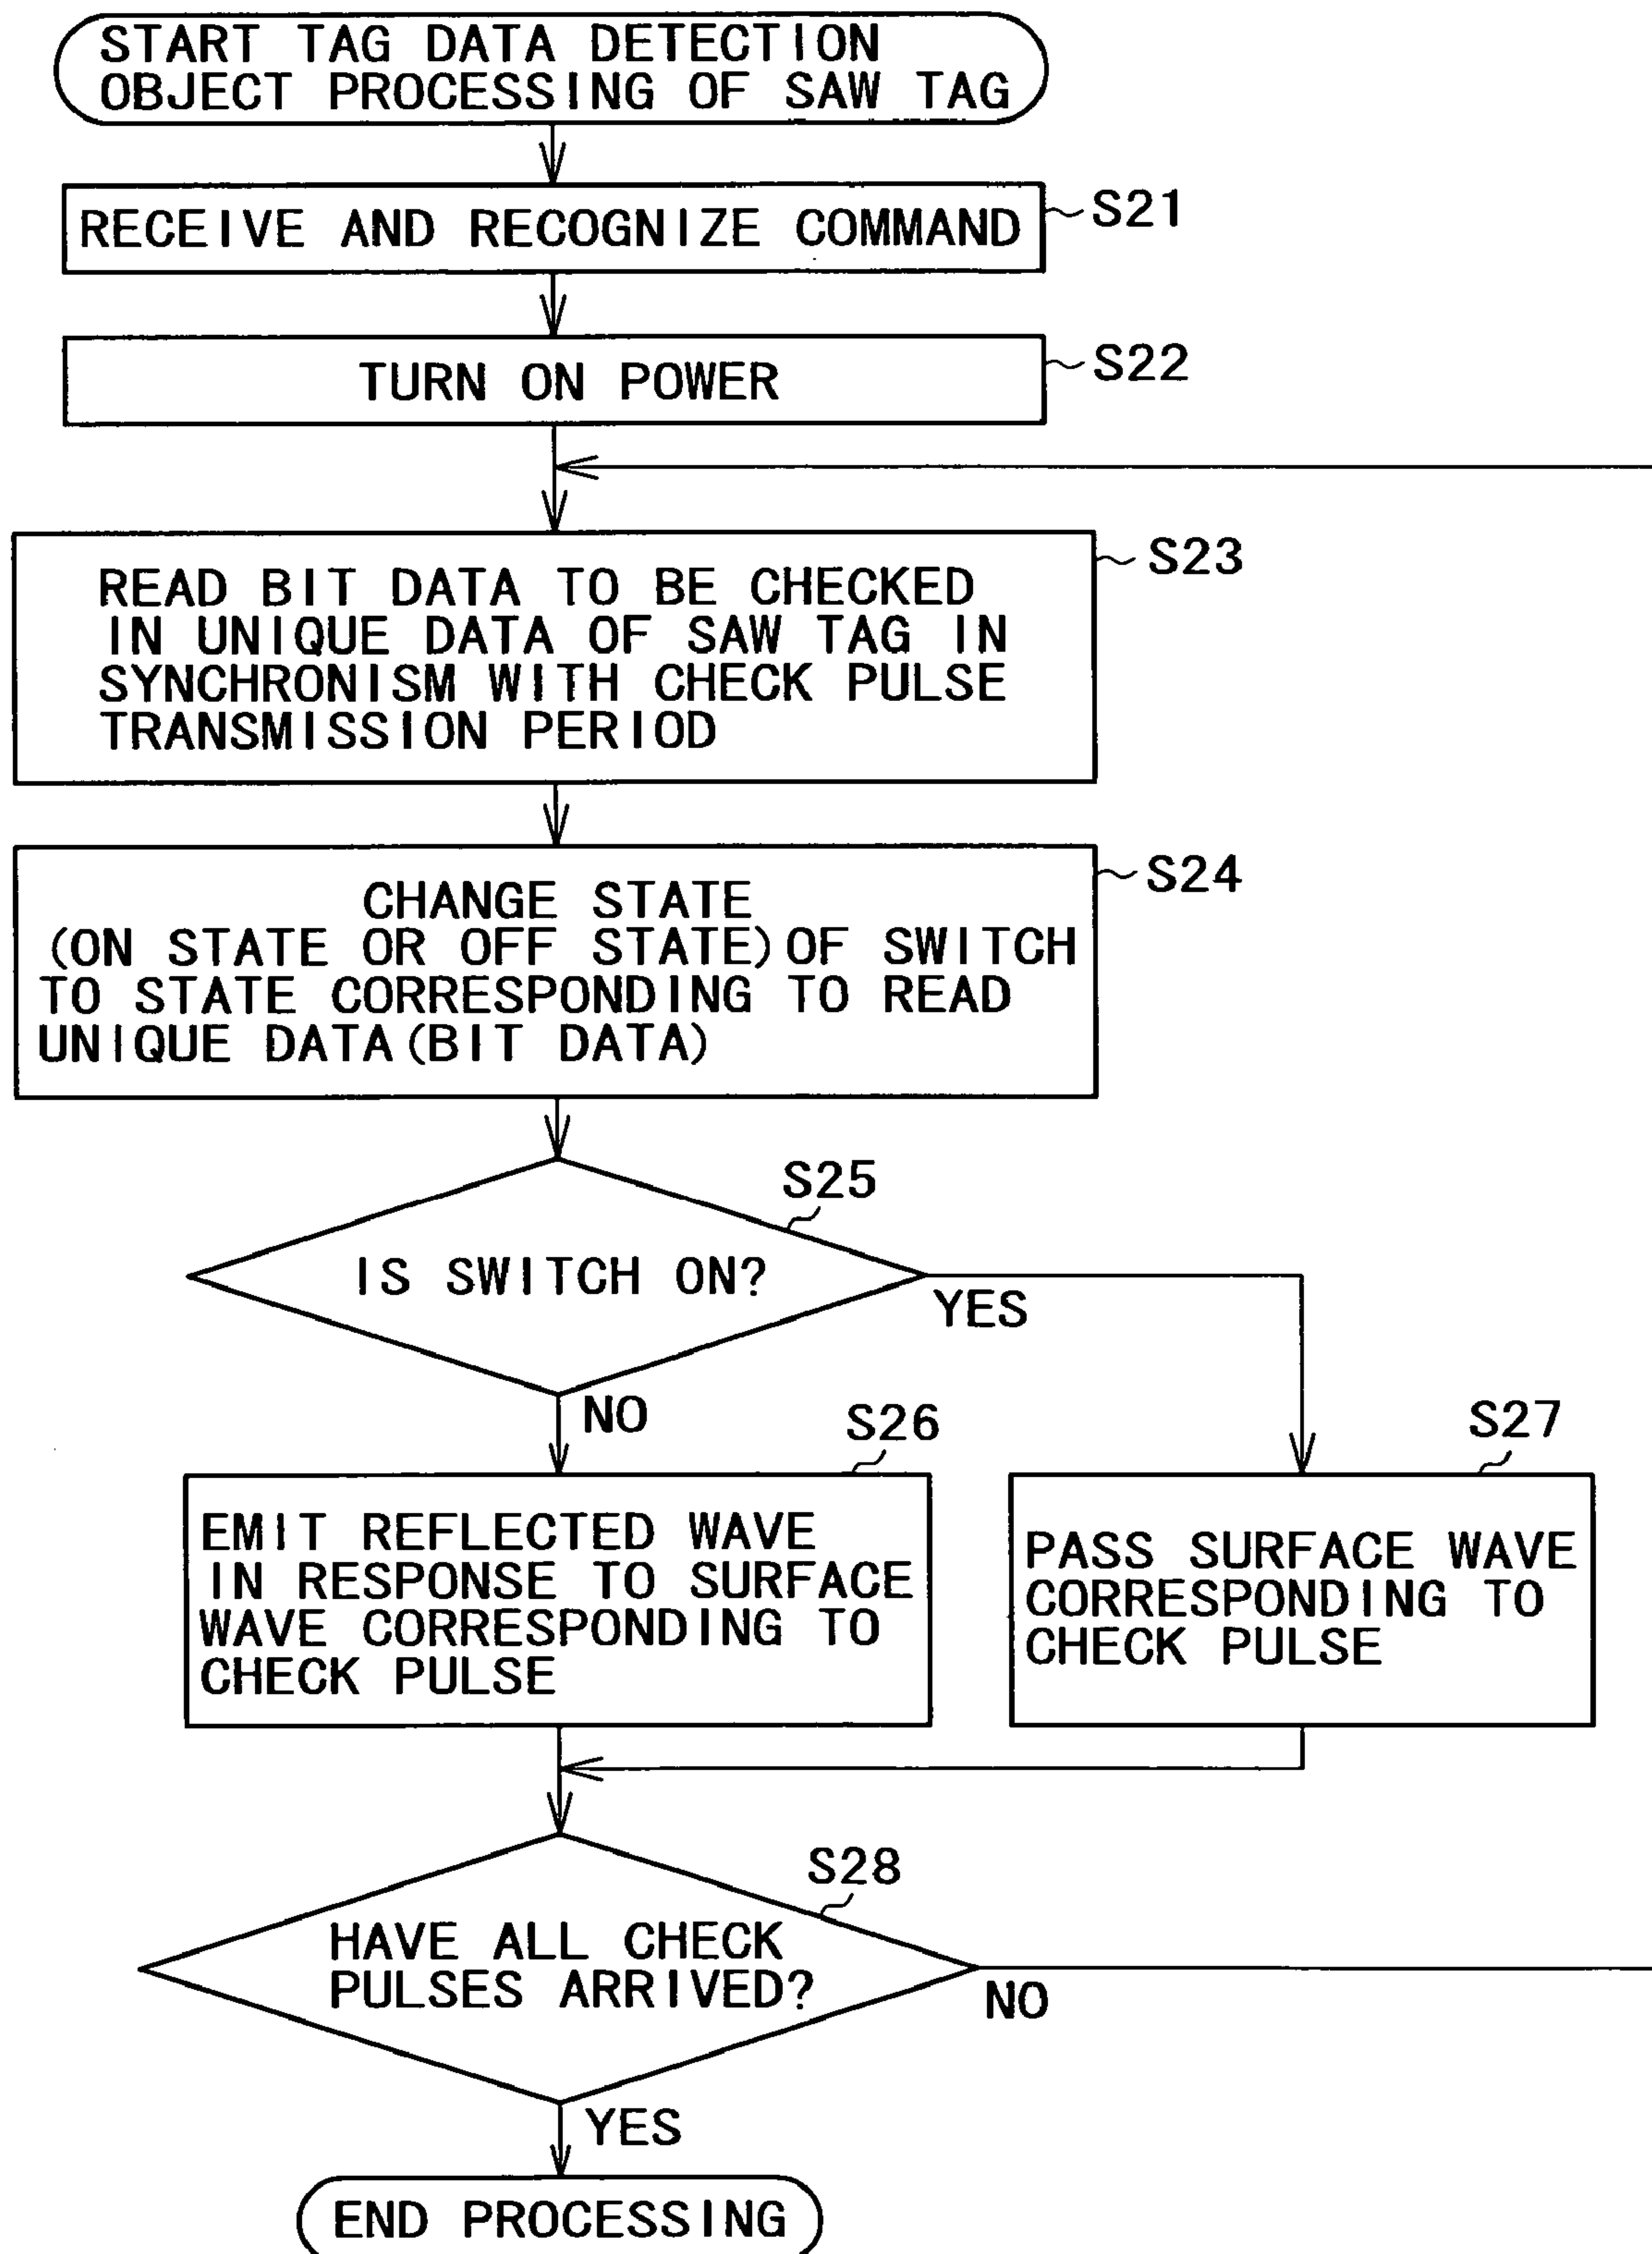 START TAG DATA DETECTION
OBJECT PROCESSING OF SAW TAG
RECEIVE AND RECOGNIZE COMMAND
S21
TURN ON POWER
S22
READ BIT DATA TO BE CHECKED
IN UNIQUE DATA OF SAW TAG IN
SYNCHRONISM WITH CHECK PULSE
TRANSMISSION PERIOD
S23
CHANGE STATE
(ON STATE OR OFF STATE) OF SWITCH
TO STATE CORRESPONDING TO READ
UNIQUE DATA (BIT DATA)
S24
S25
IS SWITCH ON?
YES
NO
S26
EMIT REFLECTED WAVE
IN RESPONSE TO SURFACE
WAVE CORRESPONDING TO
CHECK PULSE
S27
PASS SURFACE WAVE
CORRESPONDING TO
CHECK PULSE
S28
HAVE ALL CHECK
PULSES ARRIVED?
NO
YES
END PROCESSING